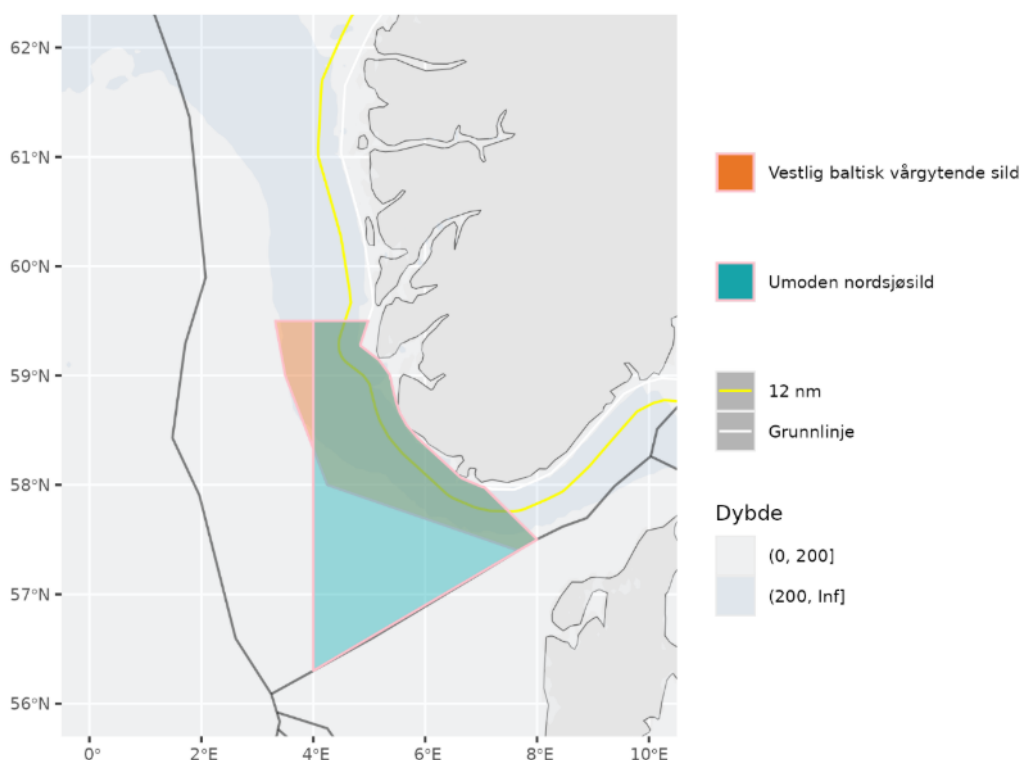 62°N
61°N
60°N
59°N
58°N
57°N
56°N
0°
2°E
4°E
6°E
8°E
10°E
Vestlig baltisk vårgytende sild
Umoden nordsjøsild
12 nm
Grunnlinje
Dybde
(0, 200]
(200, Inf]